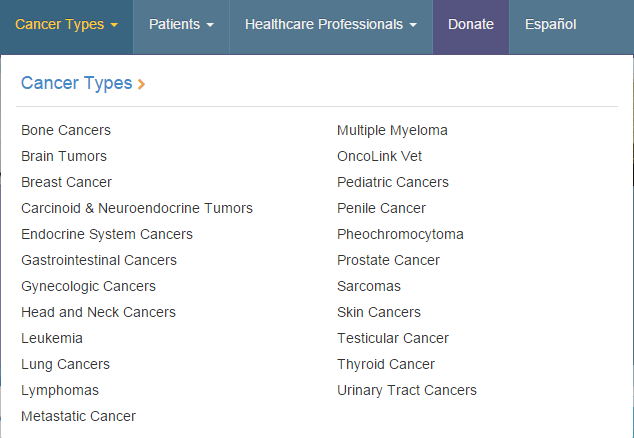 Cancer Types
Patients
Healthcare Professionals
Donate
Español
Cancer Types
Bone Cancers
Brain Tumors
Breast Cancer
Carcinoid & Neuroendocrine Tumors
Endocrine System Cancers
Gastrointestinal Cancers
Gynecologic Cancers
Head and Neck Cancers
Leukemia
Lung Cancers
Lymphomas
Metastatic Cancer
Multiple Myeloma
OncoLink Vet
Pediatric Cancers
Penile Cancer
Pheochromocytoma
Prostate Cancer
Sarcomas
Skin Cancers
Testicular Cancer
Thyroid Cancer
Urinary Tract Cancers